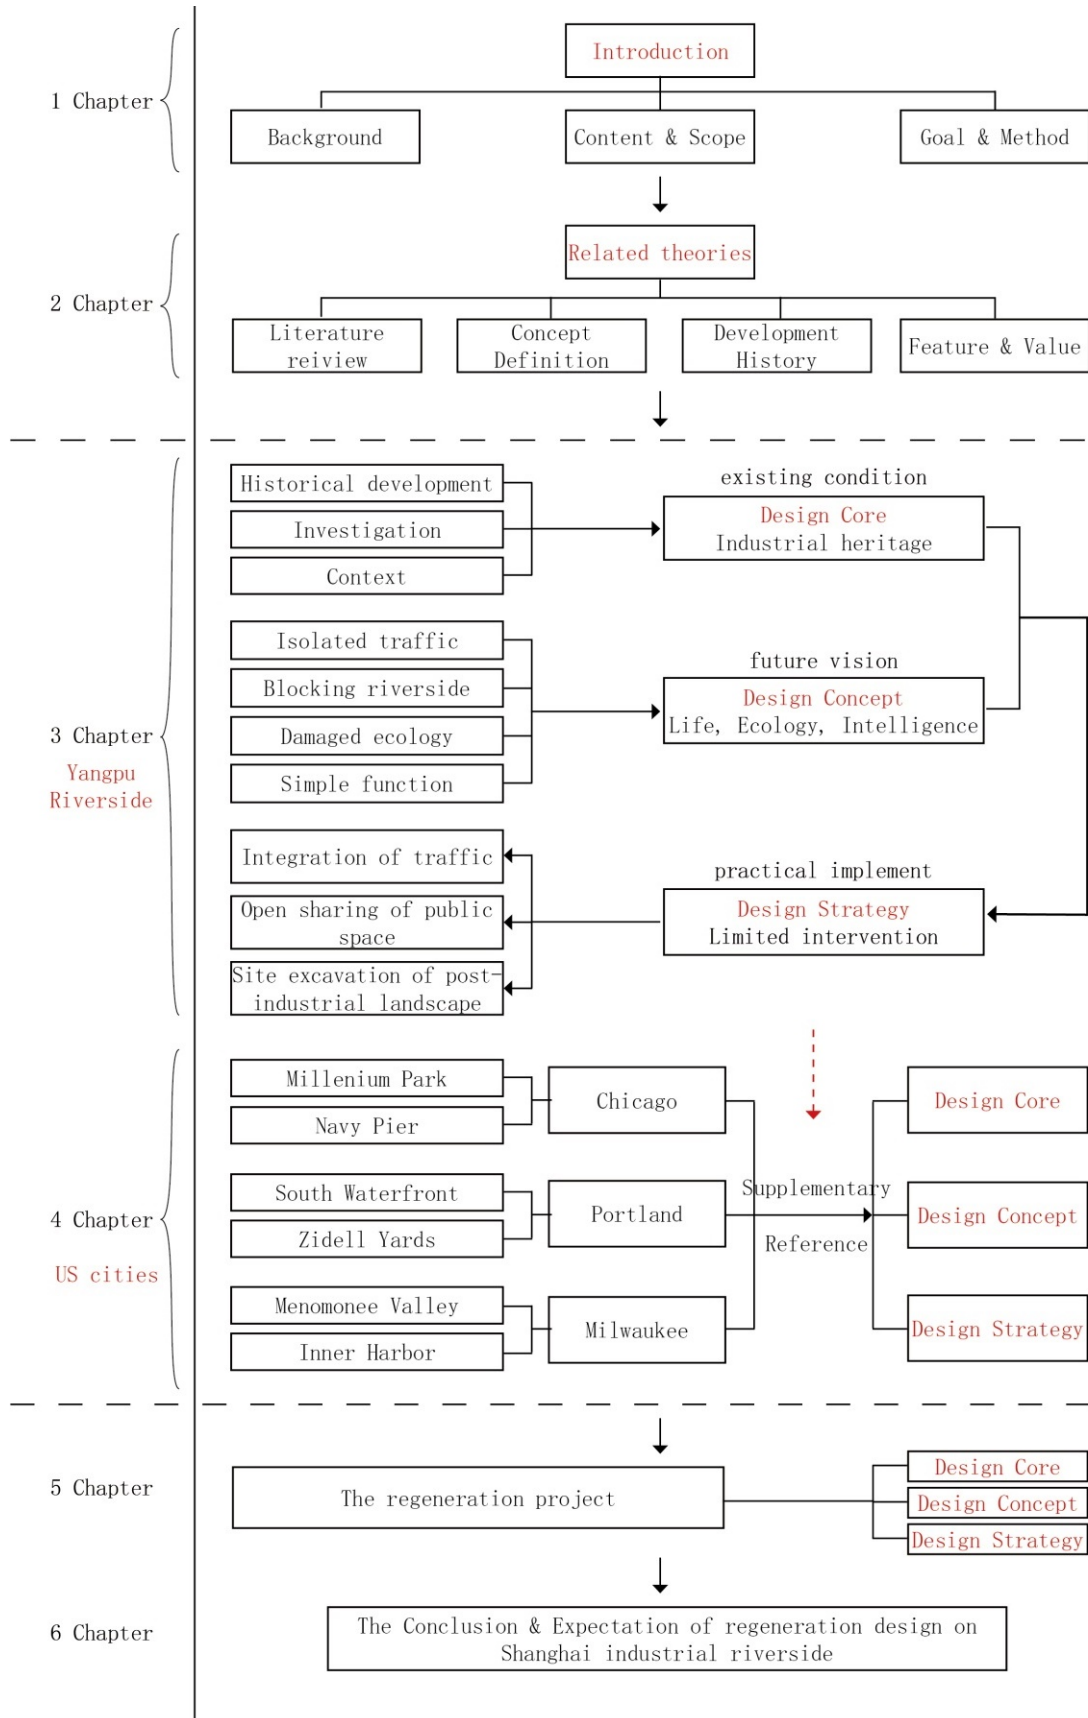 Introduction
1 Chapter
Background
Content & Scope
Goal & Method
Related theories
2 Chapter
Literature
reiview
Concept
Definition
Development
History
Feature & Value
Historical development
Investigation
Context
existing condition
Design Core
Industrial heritage
Isolated traffic
Blocking riverside
Damaged ecology
Simple function
future vision
Design Concept
Life, Ecology, Intelligence
3 Chapter
Yangpu
Riverside
Integration of traffic
Open sharing of public
space
Site excavation of post-
industrial landscape
practical implement
Design Strategy
Limited intervention
Millenium Park
Navy Pier
Chicago
Design Core
4 Chapter
US cities
South Waterfront
Zidell Yards
Portland
Supplementary
Reference
Design Concept
Menomonee Valley
Inner Harbor
Milwaukee
Design Strategy
5 Chapter
The regeneration project
Design Core
Design Concept
Design Strategy
6 Chapter
The Conclusion & Expectation of regeneration design on
Shanghai industrial riverside